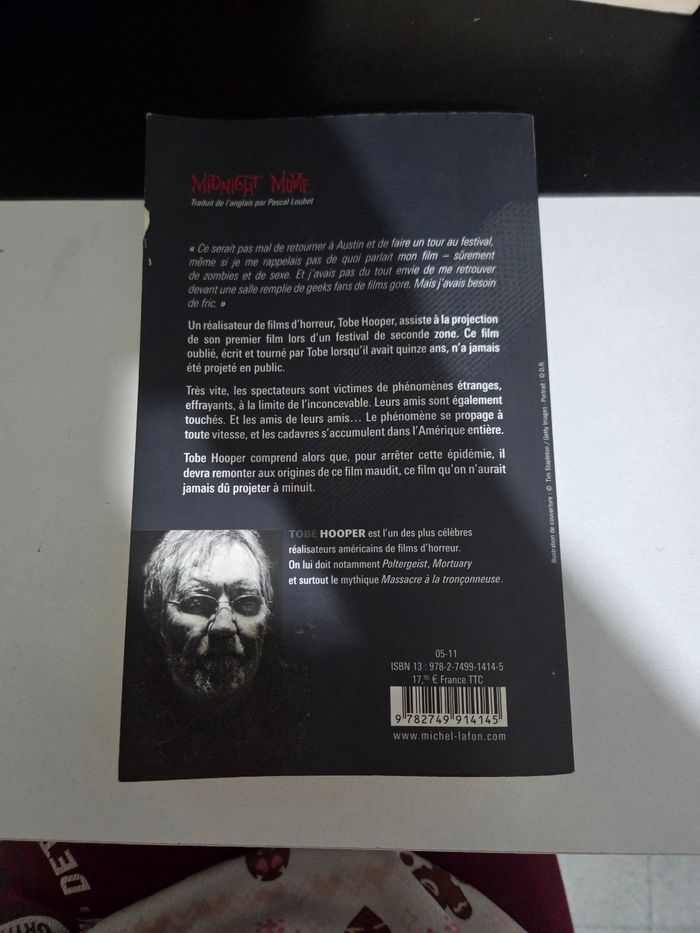 MIDNIGHT MOVIE
Traduit de l'anglais par Pascal Loubet
« Ce serait pas mal de retourner à Austin et de faire un tour au festival,
même si je me rappelais pas de quoi parlait mon film – sûrement
de zombies et de sexe. Et j'avais pas du tout envie de me retrouver
devant une salle remplie de geeks fans de films gore. Mais j'avais besoin
de fric. »
Un réalisateur de films d'horreur, Tobe Hooper, assiste à la projection
de son premier film lors d'un festival de seconde zone. Ce film
oublié, écrit et tourné par Tobe lorsqu'il avait quinze ans, n'a jamais
été projeté en public.
Très vite, les spectateurs sont victimes de phénomènes étranges,
effrayants, à la limite de l'inconcevable. Leurs amis sont également
touchés. Et les amis de leurs amis... Le phénomène se propage à
toute vitesse, et les cadavres s'accumulent dans l'Amérique entière.
Tobe Hooper comprend alors que, pour arrêter cette épidémie, il
devra remonter aux origines de ce film maudit, ce film qu'on n'aurait
jamais dû projeter à minuit.
TOBE HOOPER est l'un des plus célèbres
réalisateurs américains de films d'horreur.
On lui doit notamment Poltergeist, Mortuary
et surtout le mythique Massacre à la tronçonneuse.
05-11
ISBN 13 : 978-2-7499-1414-5
17,95 € France TTC
9 782749 914145
www.michel-lafon.com
Illustration de couverture : © Tim Stapleton / Getty Images - Portrait : © D.R.